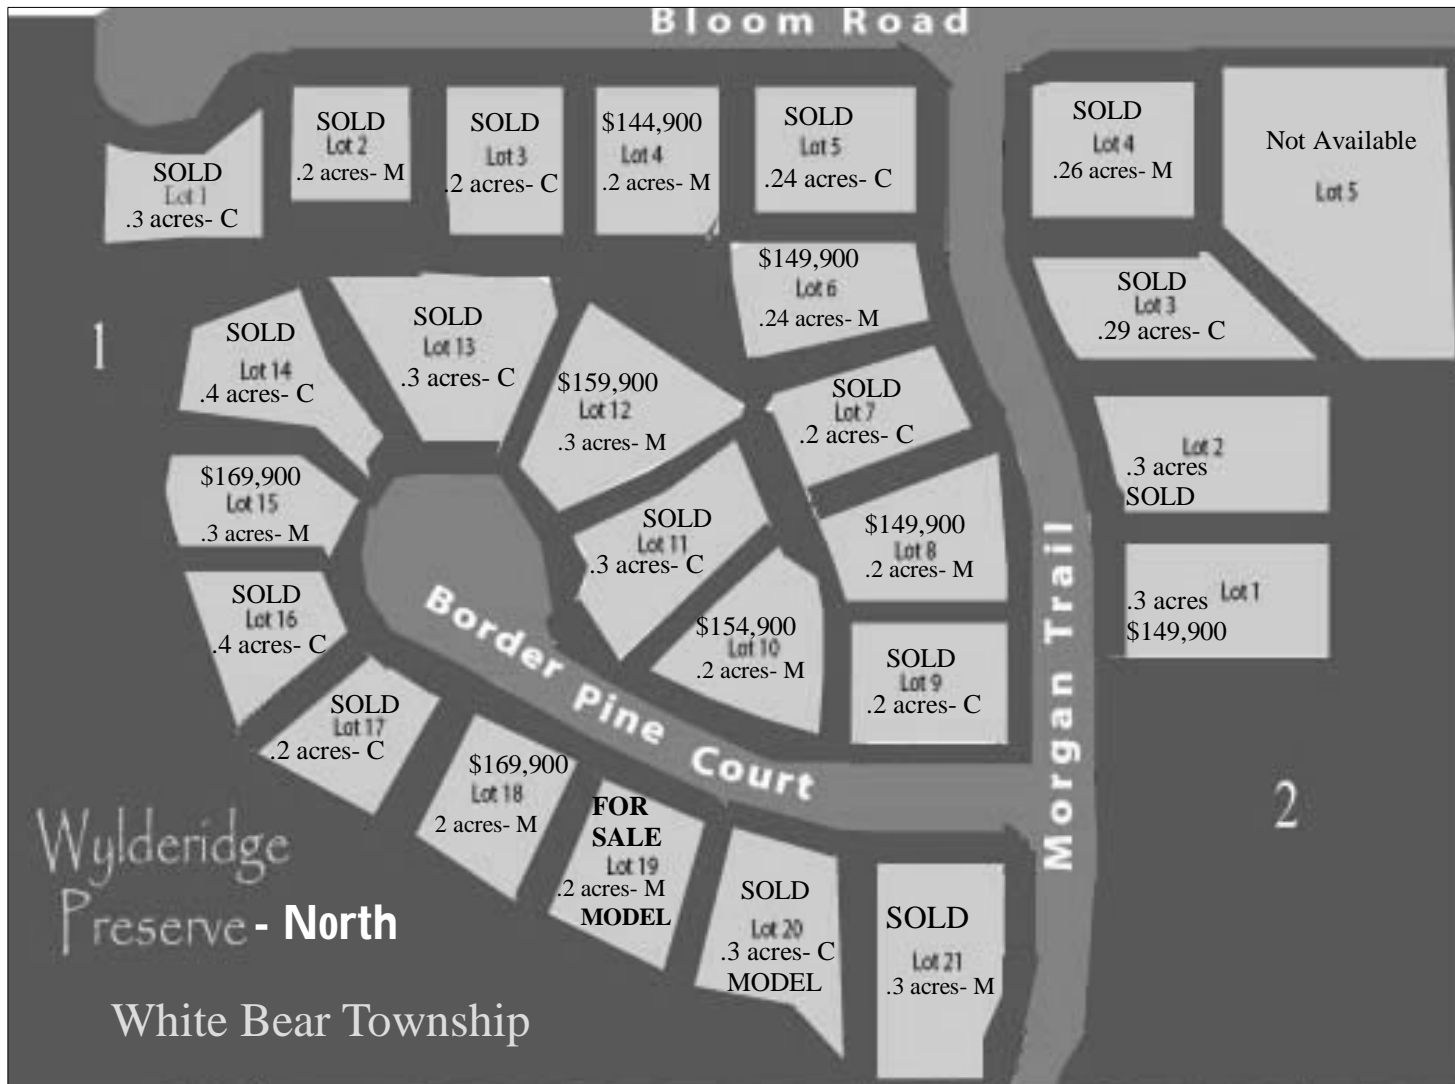 Bloom Road
SOLD
Lot 1
.3 acres- C
SOLD
Lot 2
.2 acres- M
SOLD
Lot 3
.2 acres- C
$144,900
Lot 4
.2 acres- M
SOLD
Lot 5
.24 acres- C
SOLD
Lot 4
.26 acres- M
Not Available
Lot 5
$149,900
Lot 6
.24 acres- M
SOLD
Lot 3
.29 acres- C
1
SOLD
Lot 14
.4 acres- C
SOLD
Lot 13
.3 acres- C
$159,900
Lot 12
.3 acres- M
SOLD
Lot 7
.2 acres- C
Lot 2
.3 acres
SOLD
$169,900
Lot 15
.3 acres- M
SOLD
Lot 11
.3 acres- C
$149,900
Lot 8
.2 acres- M
Lot 1
.3 acres
$149,900
SOLD
Lot 16
.4 acres- C
$154,900
Lot 10
.2 acres- M
SOLD
Lot 9
.2 acres- C
Border Pine Court
Morgan Trail
SOLD
Lot 17
.2 acres- C
$169,900
Lot 18
2 acres- M
FOR
SALE
Lot 19
.2 acres- M
MODEL
SOLD
Lot 20
.3 acres- C
MODEL
SOLD
Lot 21
.3 acres- M
2
Wylderidge
Preserve - North
White Bear Township